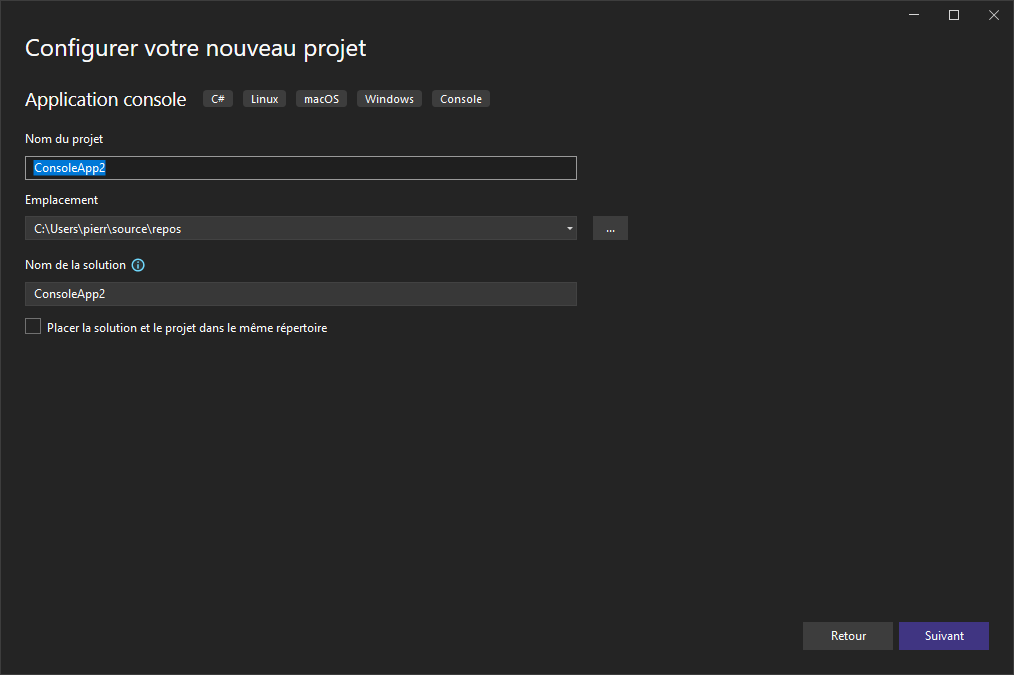 Configurer votre nouveau projet
Application console C# Linux macOS Windows Console
Nom du projet
ConsoleApp2
Emplacement
C:\Users\pierr\source\repos
...
Nom de la solution
ConsoleApp2
Placer la solution et le projet dans le même répertoire
Retour Suivant